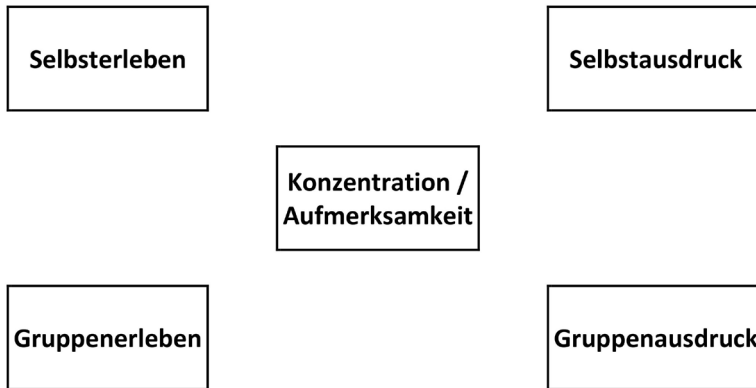 Selbsterleben
Selbstausdruck
Konzentration /
Aufmerksamkeit
Gruppenerleben
Gruppenausdruck